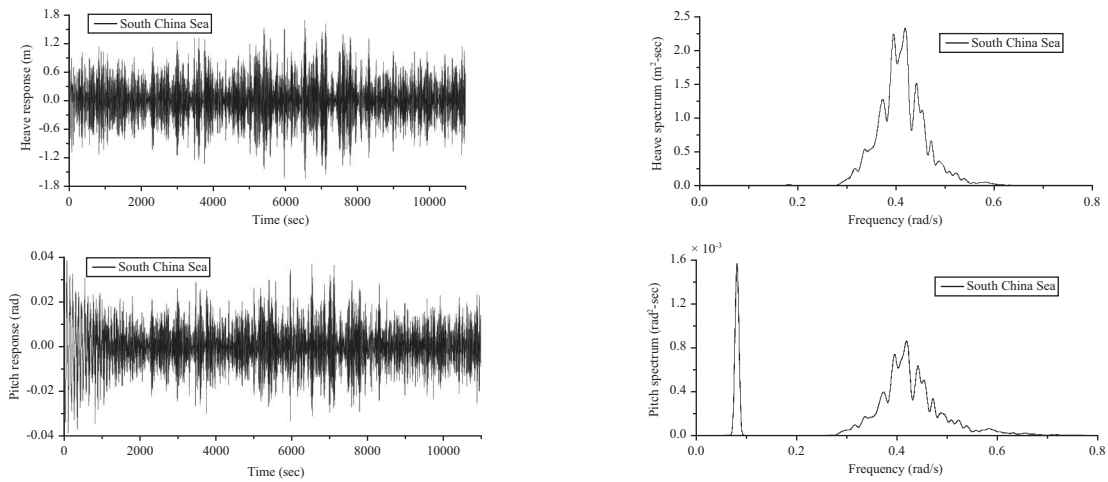 South China Sea
Heave response (m)
1.8
1.2
0.6
0.0
-0.6
-1.2
-1.8
0 2000 4000 6000 8000 10000
Time (sec)
South China Sea
Heave spectrum (m²-sec)
2.5
2.0
1.5
1.0
0.5
0.0
0.0 0.2 0.4 0.6 0.8
Frequency (rad/s)
South China Sea
Pitch response (rad)
0.04
0.02
0.00
-0.02
-0.04
0 2000 4000 6000 8000 10000
Time (sec)
× 10⁻³
South China Sea
Pitch spectrum (rad²-sec)
1.6
1.2
0.8
0.4
0.0
0.0 0.2 0.4 0.6 0.8
Frequency (rad/s)